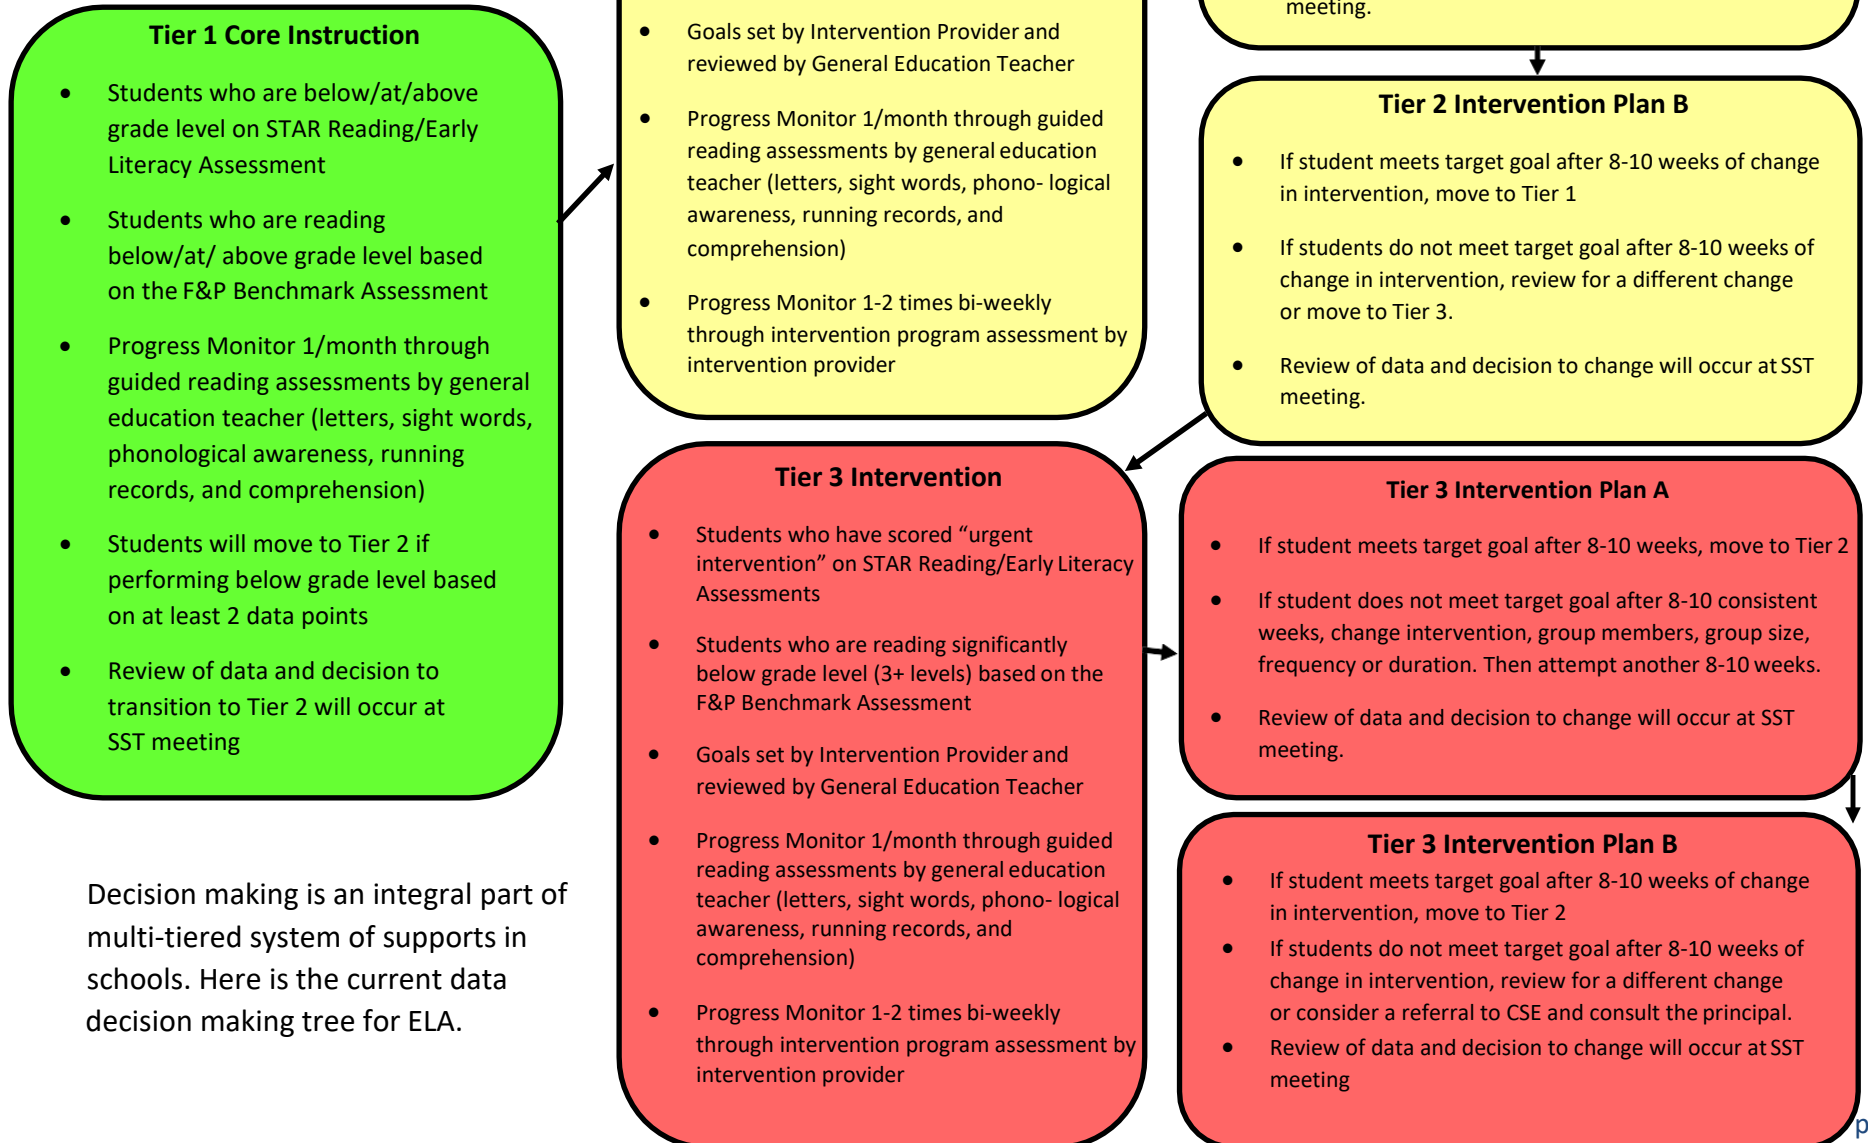 Tier 1 Core Instruction
• Students who are below/at/above
grade level on STAR Reading/Early
Literacy Assessment
• Students who are reading
below/at/ above grade level based
on the F&P Benchmark Assessment
• Progress Monitor 1/month through
guided reading assessments by general
education teacher (letters, sight words,
phonological awareness, running
records, and comprehension)
• Students will move to Tier 2 if
performing below grade level based
on at least 2 data points
• Review of data and decision to
transition to Tier 2 will occur at
SST meeting
Decision making is an integral part of
multi-tiered system of supports in
schools. Here is the current data
decision making tree for ELA.
• Goals set by Intervention Provider and
reviewed by General Education Teacher
• Progress Monitor 1/month through guided
reading assessments by general education
teacher (letters, sight words, phono- logical
awareness, running records, and
comprehension)
• Progress Monitor 1-2 times bi-weekly
through intervention program assessment by
intervention provider
meeting.
Tier 2 Intervention Plan B
• If student meets target goal after 8-10 weeks of change
in intervention, move to Tier 1
• If students do not meet target goal after 8-10 weeks of
change in intervention, review for a different change
or move to Tier 3.
• Review of data and decision to change will occur at SST
meeting.
Tier 3 Intervention
• Students who have scored “urgent
intervention” on STAR Reading/Early Literacy
Assessments
• Students who are reading significantly
below grade level (3+ levels) based on the
F&P Benchmark Assessment
• Goals set by Intervention Provider and
reviewed by General Education Teacher
• Progress Monitor 1/month through guided
reading assessments by general education
teacher (letters, sight words, phono- logical
awareness, running records, and
comprehension)
• Progress Monitor 1-2 times bi-weekly
through intervention program assessment by
intervention provider
Tier 3 Intervention Plan A
• If student meets target goal after 8-10 weeks, move to Tier 2
• If student does not meet target goal after 8-10 consistent
weeks, change intervention, group members, group size,
frequency or duration. Then attempt another 8-10 weeks.
• Review of data and decision to change will occur at SST
meeting.
Tier 3 Intervention Plan B
• If student meets target goal after 8-10 weeks of change
in intervention, move to Tier 2
• If students do not meet target goal after 8-10 weeks of
change in intervention, review for a different change
or consider a referral to CSE and consult the principal.
• Review of data and decision to change will occur at SST
meeting
p